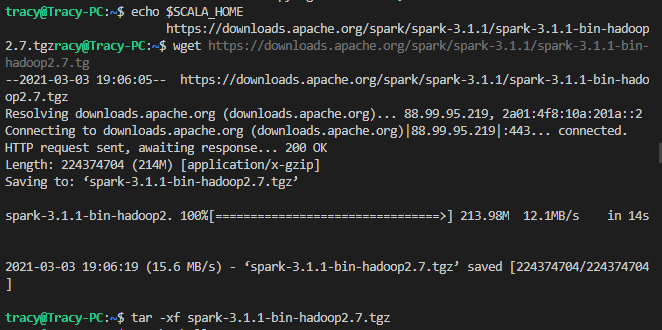 tracy@Tracy-PC:~$ echo $SCALA_HOME
https://downloads.apache.org/spark/spark-3.1.1/spark-3.1.1-bin-hadoop
2.7.tgzracy@Tracy-PC:~$ wget https://downloads.apache.org/spark/spark-3.1.1/spark-3.1.1-bin-
hadoop2.7.tg
--2021-03-03 19:06:05--  https://downloads.apache.org/spark/spark-3.1.1/spark-3.1.1-bin-hado
op2.7.tgz
Resolving downloads.apache.org (downloads.apache.org)... 88.99.95.219, 2a01:4f8:10a:201a::2
Connecting to downloads.apache.org (downloads.apache.org)|88.99.95.219|:443... connected.
HTTP request sent, awaiting response... 200 OK
Length: 224374704 (214M) [application/x-gzip]
Saving to: ‘spark-3.1.1-bin-hadoop2.7.tgz’
spark-3.1.1-bin-hadoop2. 100%[================================>] 213.98M  12.1MB/s    in 14s
2021-03-03 19:06:19 (15.6 MB/s) - ‘spark-3.1.1-bin-hadoop2.7.tgz’ saved [224374704/224374704
]
tracy@Tracy-PC:~$ tar -xf spark-3.1.1-bin-hadoop2.7.tgz